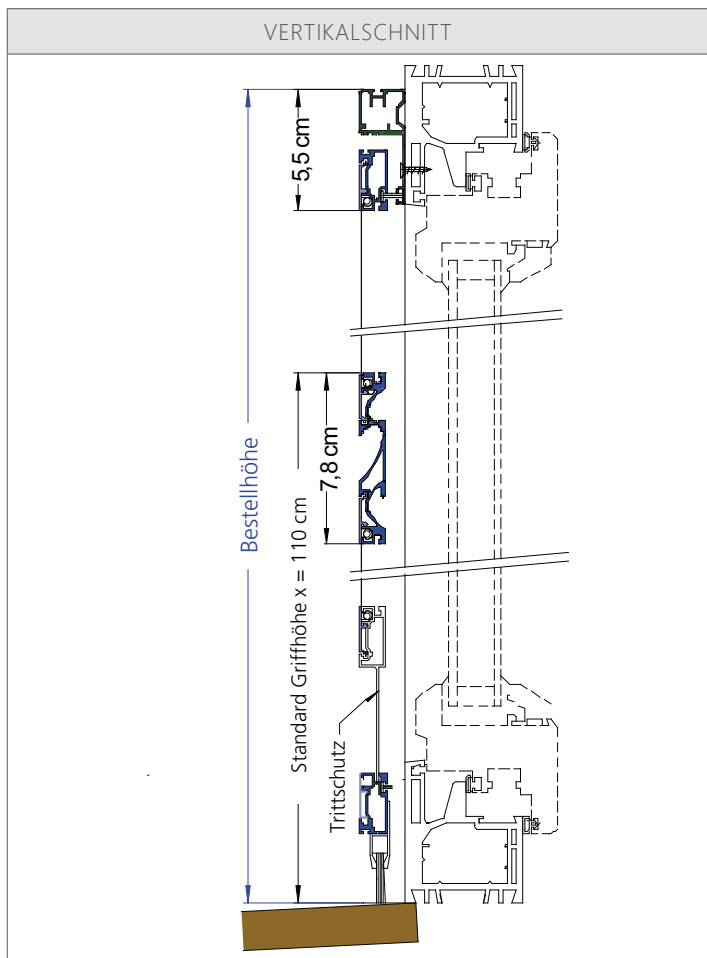 VERTIKALSCHNITT
5,5 cm
Bestellhöhe
Standard Griffhöhe x = 110 cm
7,8 cm
Trittschutz